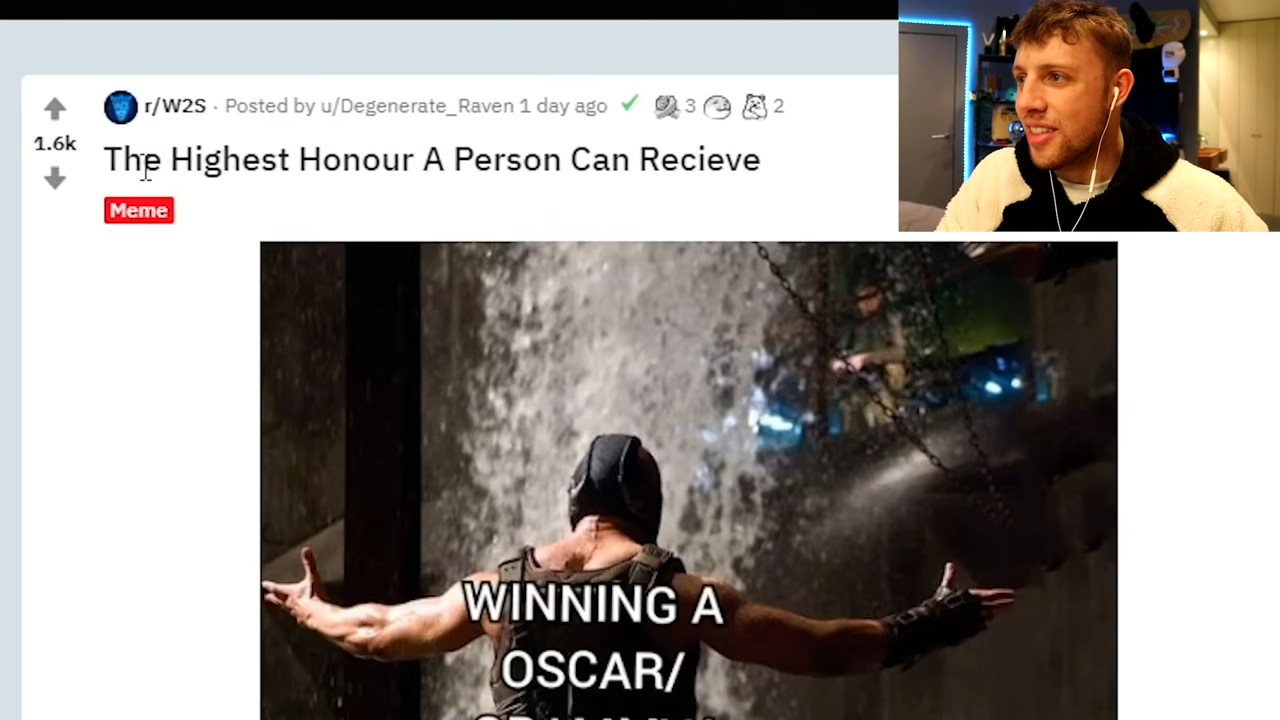 r/W2S · Posted by u/Degenerate_Raven 1 day ago 3 2
1.6k
The Highest Honour A Person Can Recieve
Meme
WINNING A
OSCAR/